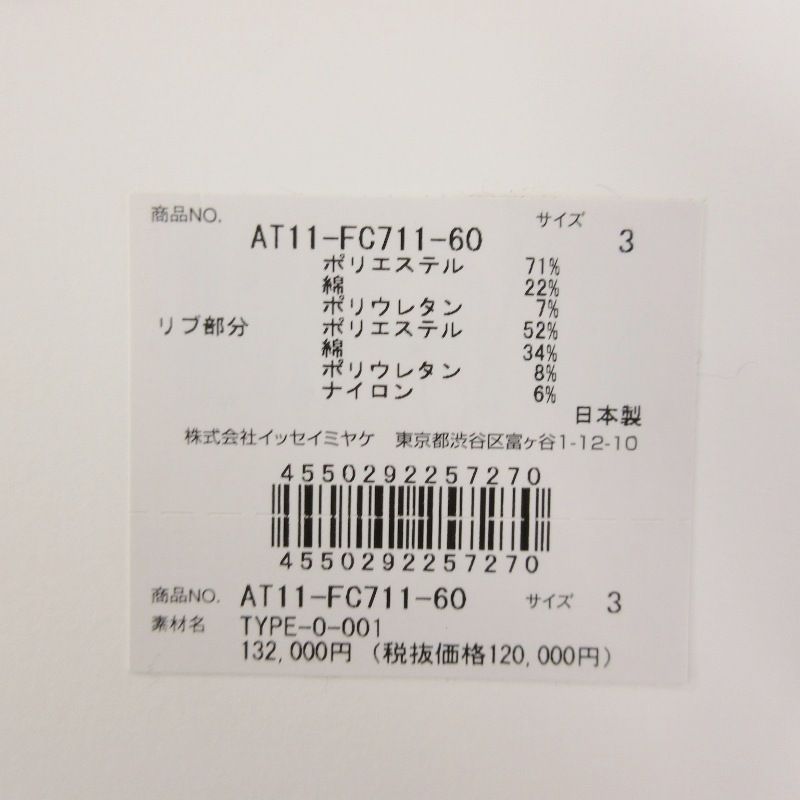 商品NO. サイズ
AT11-FC711-60 3
ポリエステル 71%
綿 22%
ポリウレタン 7%
リブ部分 ポリエステル 52%
綿 34%
ポリウレタン 8%
ナイロン 6%
日本製
株式会社イッセイミヤケ 東京都渋谷区富ヶ谷1-12-10
4550292257270
4550292257270
商品NO. AT11-FC711-60 サイズ 3
素材名 TYPE-O-001
132,000円 (税抜価格120,000円)